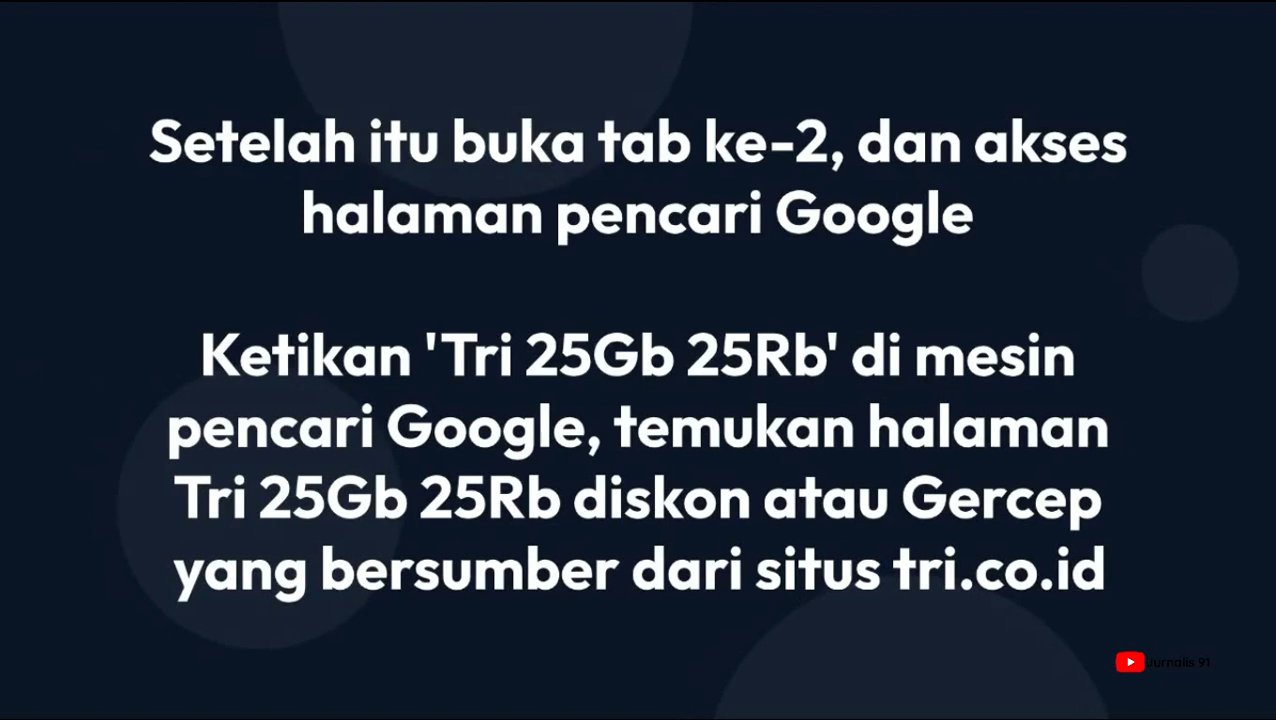 Setelah itu buka tab ke-2, dan akses
halaman pencari Google
Ketikan 'Tri 25Gb 25Rb' di mesin
pencari Google, temukan halaman
Tri 25Gb 25Rb diskon atau Gercep
yang bersumber dari situs tri.co.id
Jurnalis 91